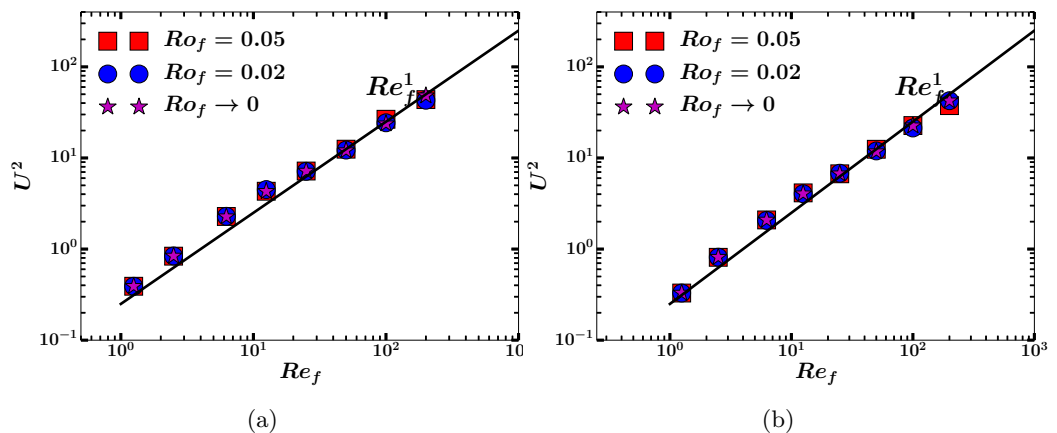 Ro_f = 0.05
Ro_f = 0.02
Ro_f → 0
Re_f^1
U^2
10^2
10^1
10^0
10^{-1}
10^0 10^1 10^2 10
Re_f
(a)
Ro_f = 0.05
Ro_f = 0.02
Ro_f → 0
Re_f^1
U^2
10^2
10^1
10^0
10^{-1}
10^0 10^1 10^2 10^3
Re_f
(b)